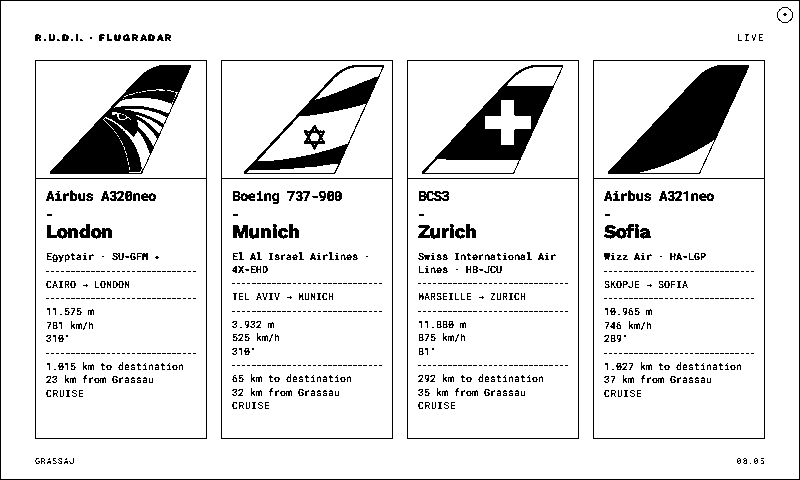 R.U.D.I. · FLUGRADAR
LIVE
Airbus A320neo
-
London
Egyptair · SU-GFM ✦
CAIRO → LONDON
11.575 m
781 km/h
310°
1.015 km to destination
23 km from Grassau
CRUISE
Boeing 737-900
-
Munich
El Al Israel Airlines ·
4X-EHD
TEL AVIV → MUNICH
3.932 m
525 km/h
310°
65 km to destination
32 km from Grassau
CRUISE
BCS3
-
Zurich
Swiss International Air
Lines · HB-JCU
MARSEILLE → ZURICH
11.880 m
875 km/h
81°
292 km to destination
35 km from Grassau
CRUISE
Airbus A321neo
-
Sofia
Wizz Air · HA-LGP
SKOPJE → SOFIA
10.965 m
746 km/h
289°
1.027 km to destination
37 km from Grassau
CRUISE
GRASSAU
08.05